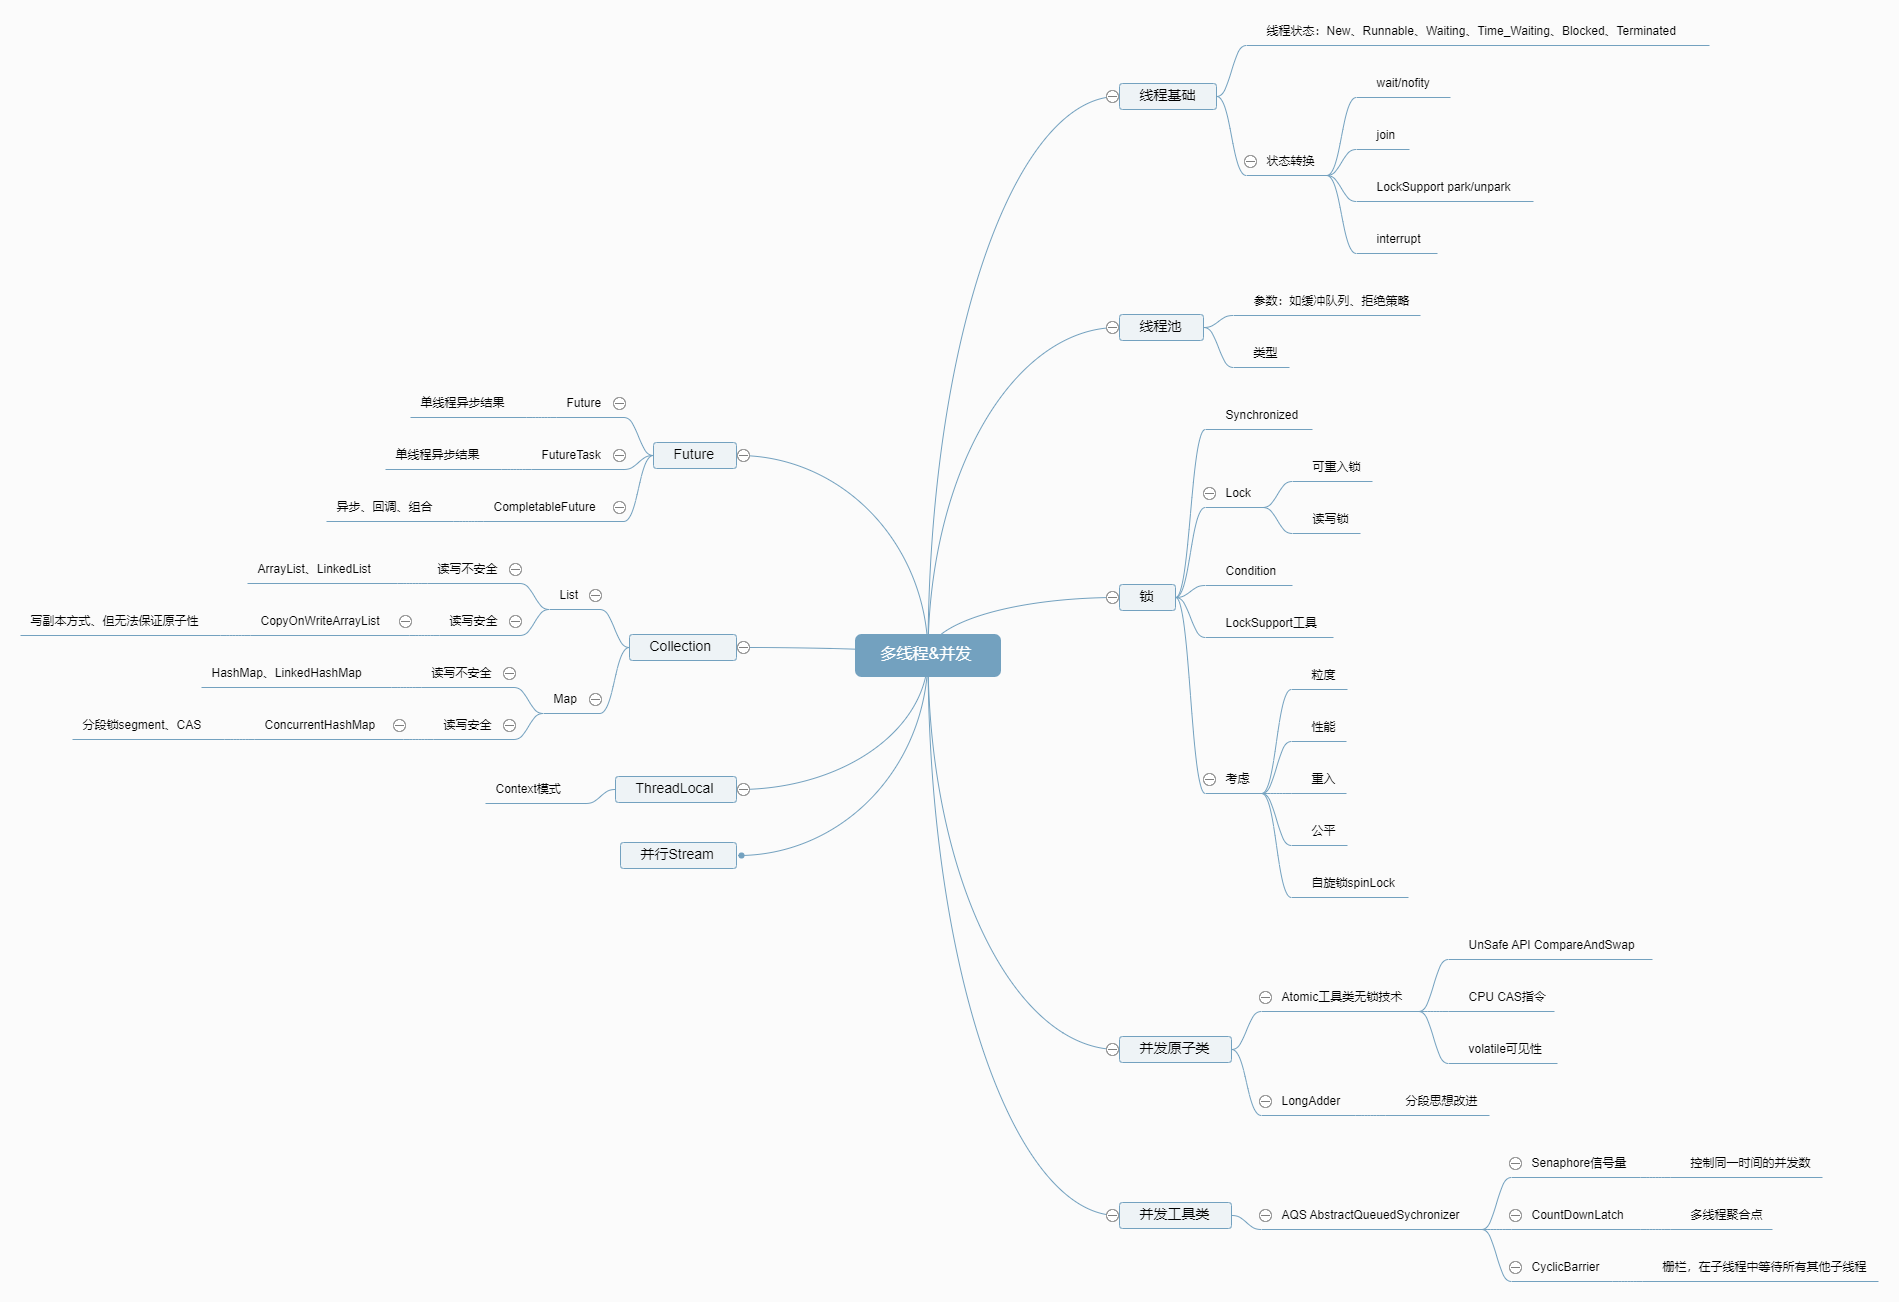 多线程&并发
线程基础
线程状态：New、Runnable、Waiting、Time_Waiting、Blocked、Terminated
状态转换
wait/nofity
join
LockSupport park/unpark
interrupt
线程池
参数：如缓冲队列、拒绝策略
类型
锁
Synchronized
Lock
可重入锁
读写锁
Condition
LockSupport工具
考虑
粒度
性能
重入
公平
自旋锁spinLock
并发原子类
Atomic工具类无锁技术
UnSafe API CompareAndSwap
CPU CAS指令
volatile可见性
LongAdder
分段思想改进
并发工具类
AQS AbstractQueuedSychronizer
Senaphore信号量
控制同一时间的并发数
CountDownLatch
多线程聚合点
CyclicBarrier
栅栏，在子线程中等待所有其他子线程
Future
Future
单线程异步结果
FutureTask
单线程异步结果
CompletableFuture
异步、回调、组合
Collection
List
读写不安全
ArrayList、LinkedList
读写安全
CopyOnWriteArrayList
写副本方式、但无法保证原子性
Map
读写不安全
HashMap、LinkedHashMap
读写安全
ConcurrentHashMap
分段锁segment、CAS
ThreadLocal
Context模式
并行Stream